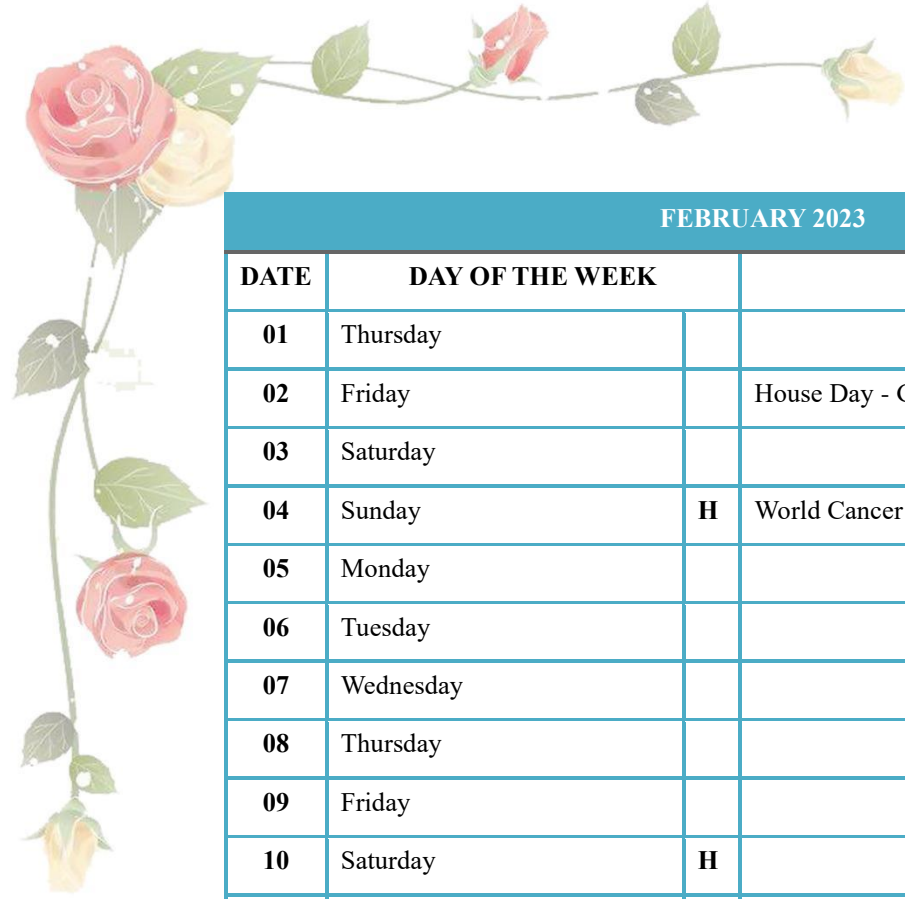 FEBRUARY 2023
DATE DAY OF THE WEEK
01 Thursday
02 Friday House Day -
03 Saturday
04 Sunday H World Cancer
05 Monday
06 Tuesday
07 Wednesday
08 Thursday
09 Friday
10 Saturday H